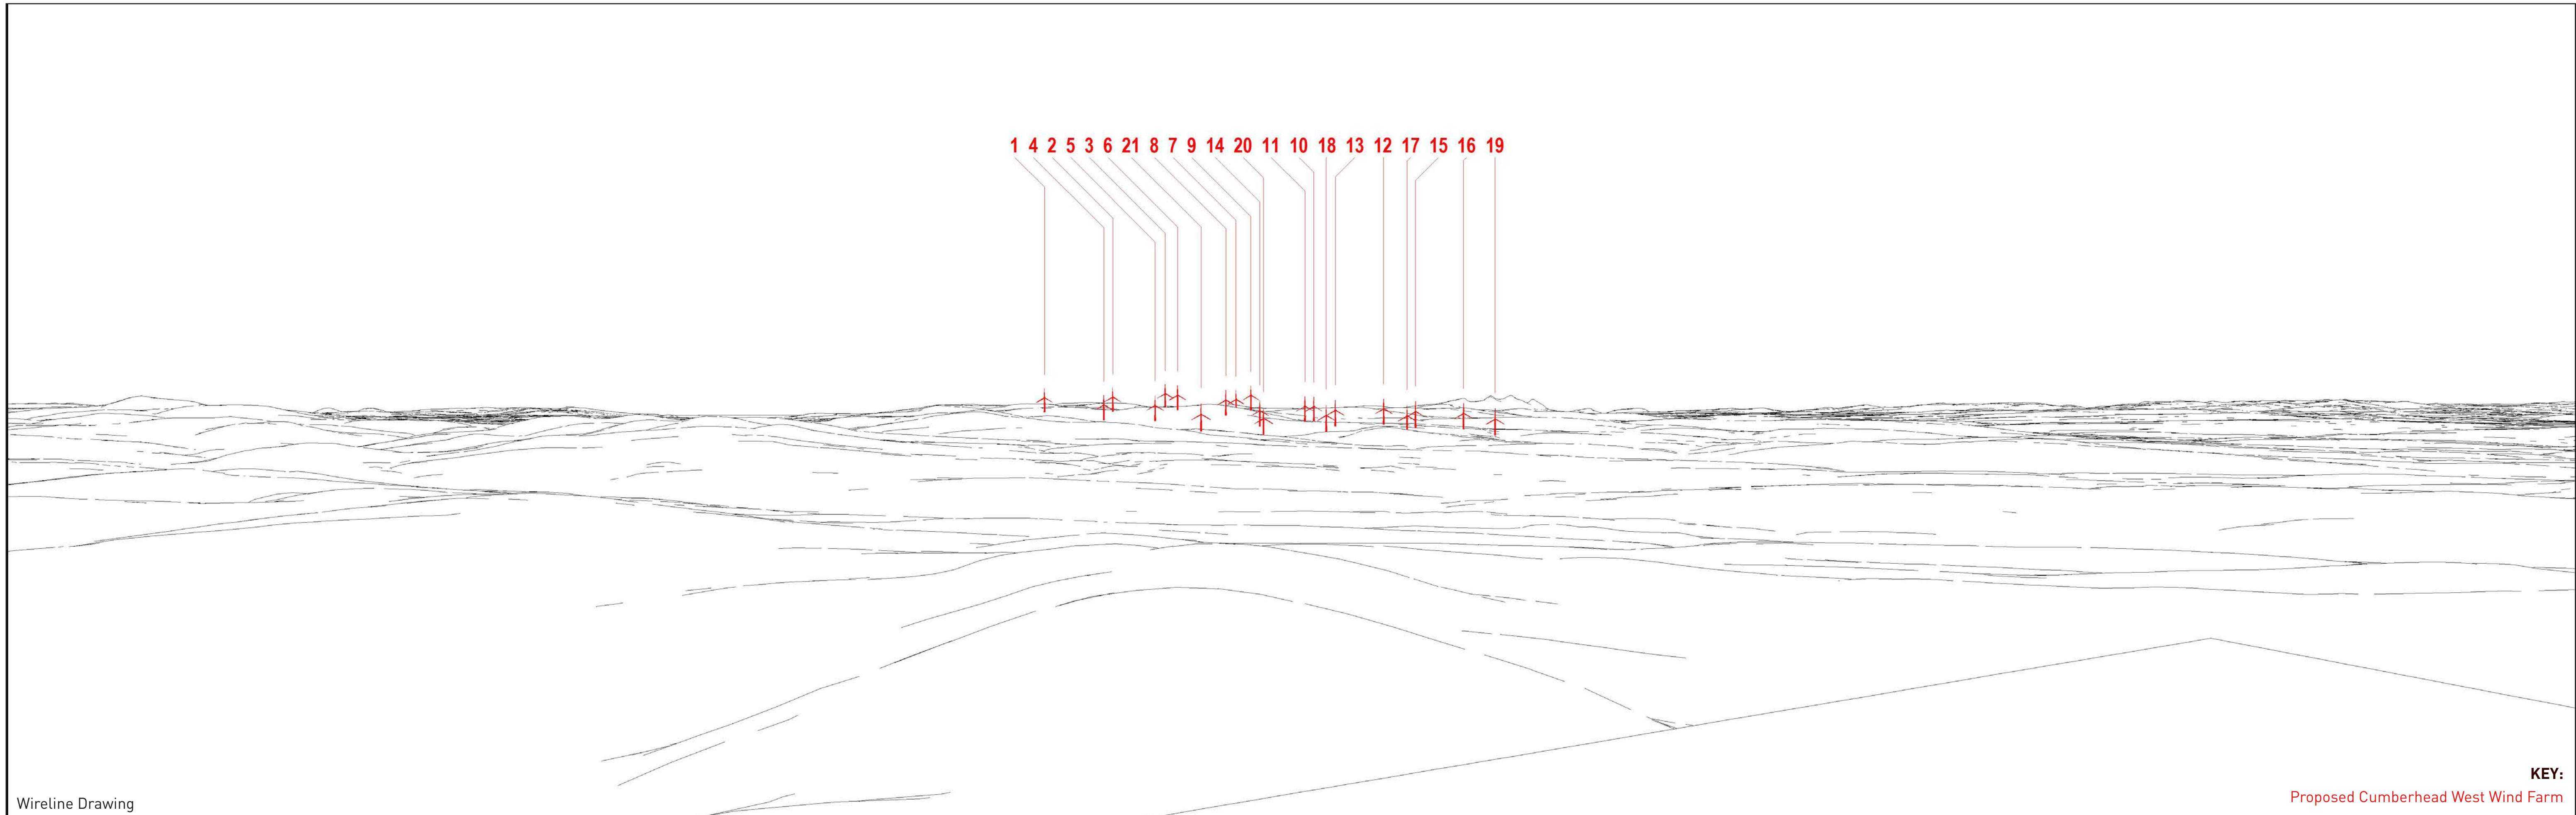 1 4 2 5 3 6 21 8 7 9 14 20 11 10 18 13 12 17 15 16 19
KEY:
Wireline Drawing
Proposed Cumberhead West Wind Farm